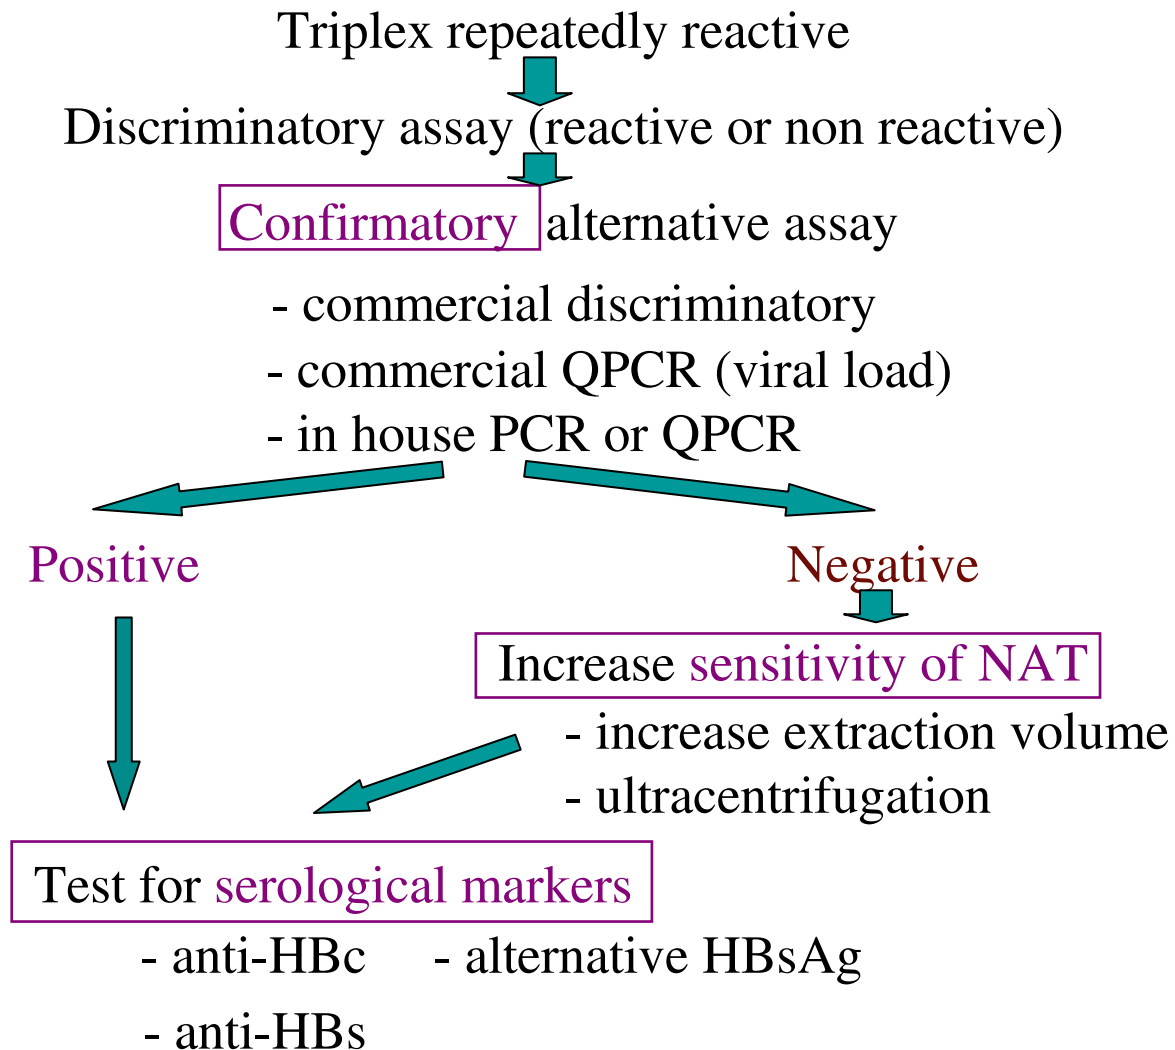 Triplex repeatedly reactive
Discriminatory assay (reactive or non reactive)
Confirmatory alternative assay
- commercial discriminatory
- commercial QPCR (viral load)
- in house PCR or QPCR
Positive
Negative
Increase sensitivity of NAT
- increase extraction volume
- ultracentrifugation
Test for serological markers
- anti-HBc - alternative HBsAg
- anti-HBs